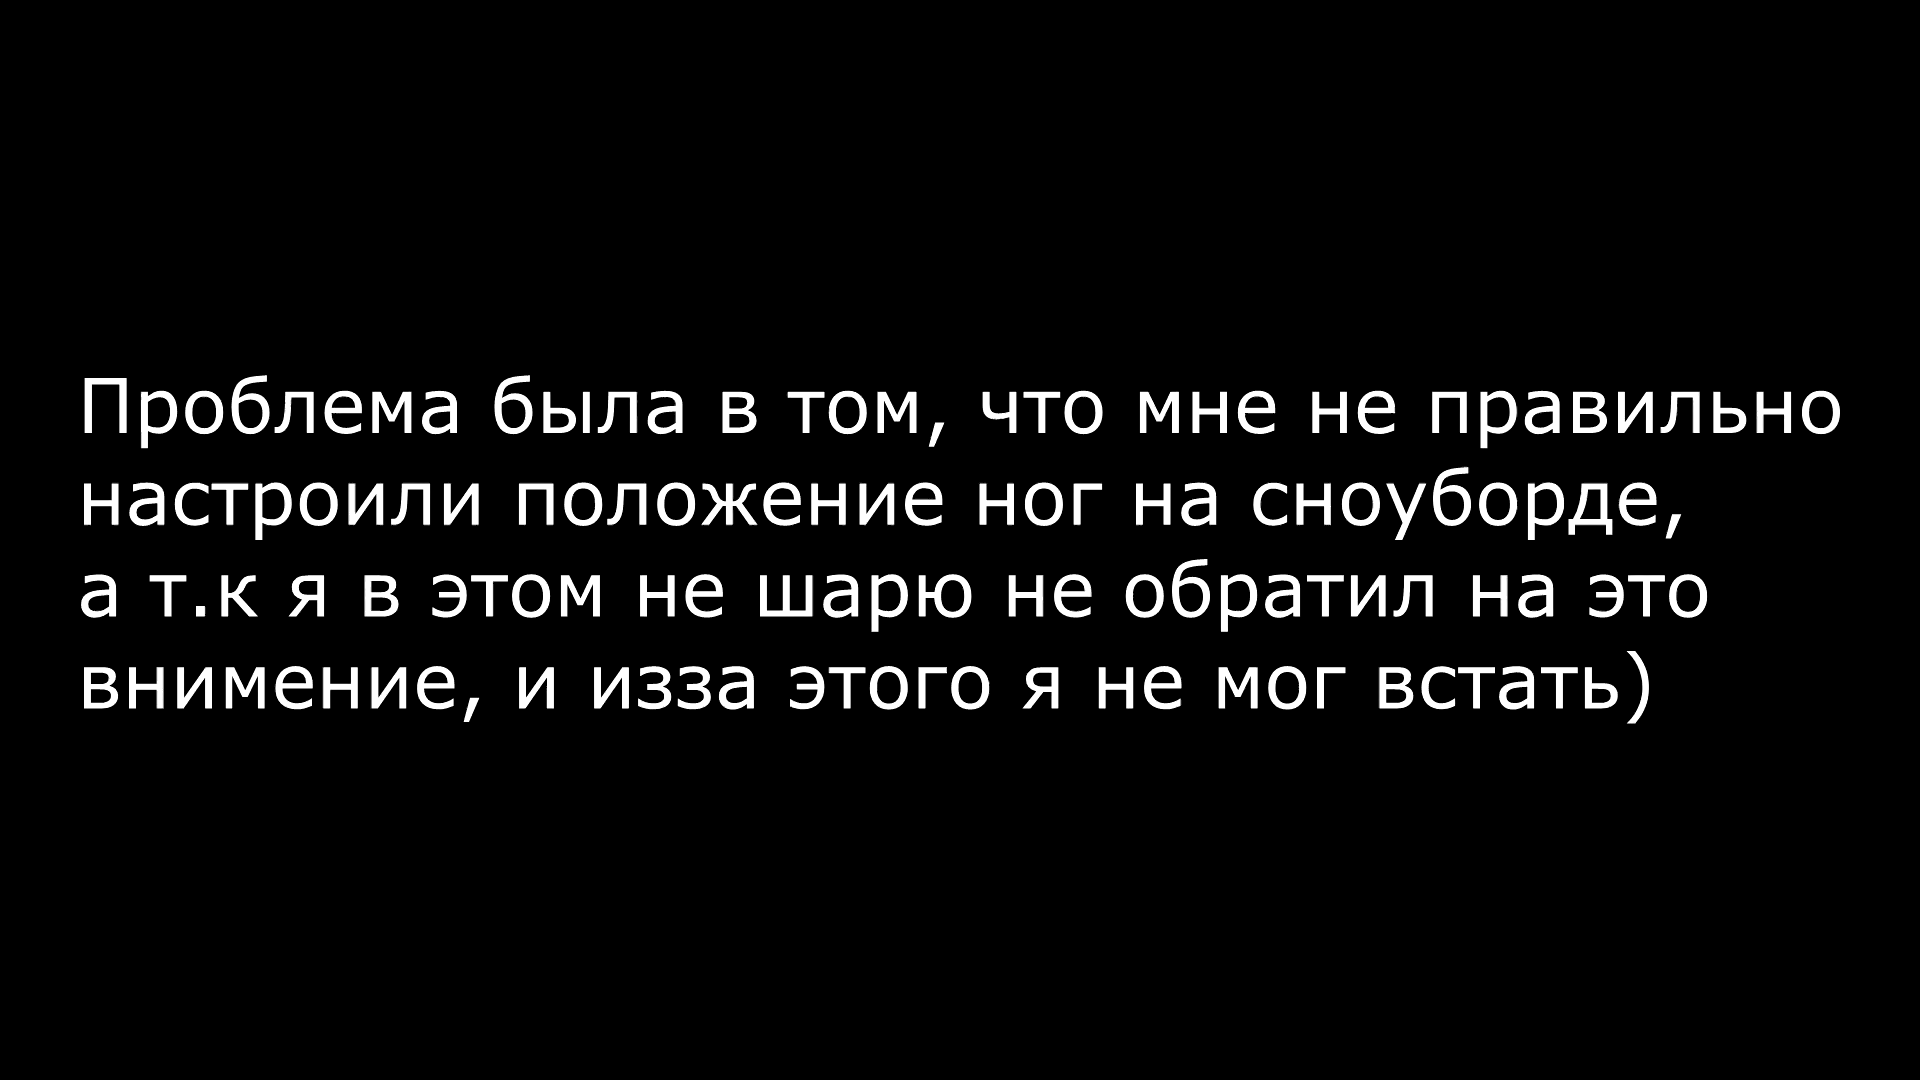 Проблема была в том, что мне не правильно
настроили положение ног на сноуборде,
а т.к я в этом не шарю не обратил на это
внимение, и изза этого я не мог встать)